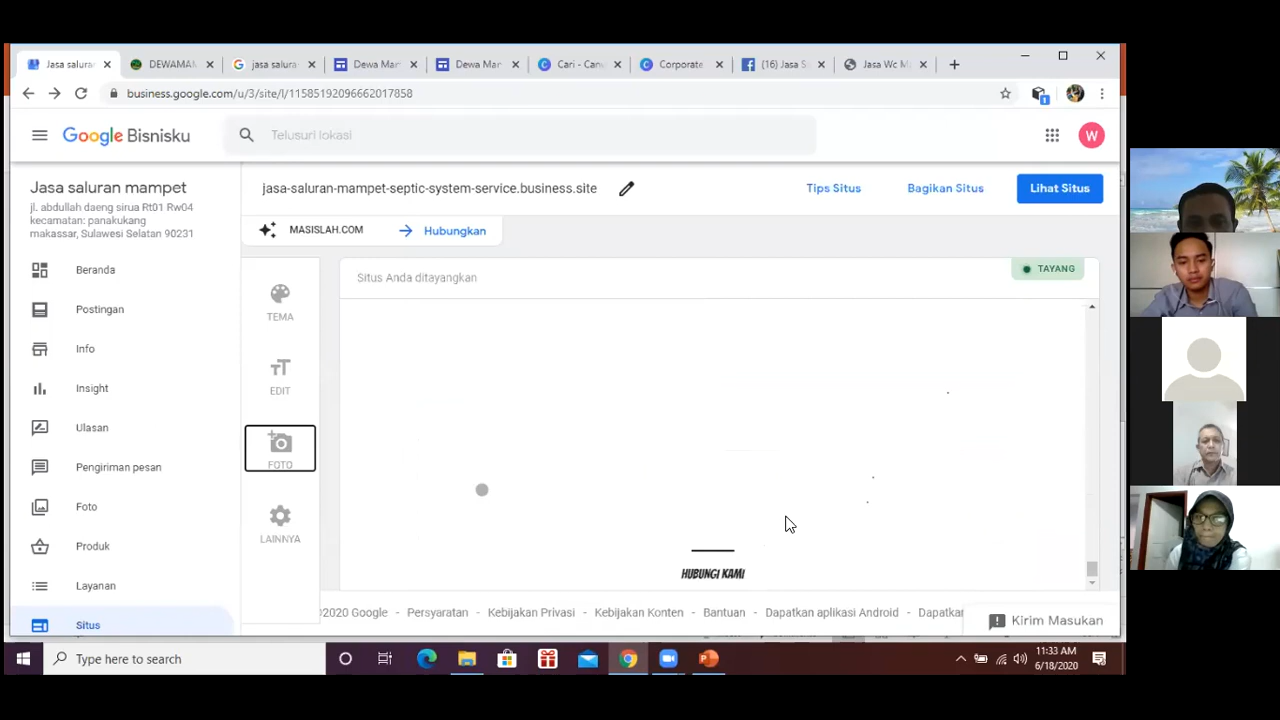 Jasa saluran
DEWAMA
jasa salura
Dewa Mar
Dewa Mar
Cari - Can
Corporate
(16) Jasa S
Jasa Wc M
business.google.com/u/3/site/l/11585192096662017858
Google Bisnisku
Telusuri lokasi
W
Jasa saluran mampet
jl. abdullah daeng sirua Rt01 Rw04
kecamatan: panakukang
makassar, Sulawesi Selatan 90231
jasa-saluran-mampet-septic-system-service.business.site
Tips Situs
Bagikan Situs
Lihat Situs
MASISLAH.COM
Hubungkan
Beranda
Postingan
Info
Insight
Ulasan
Pengiriman pesan
Foto
Produk
Layanan
Situs
TEMA
EDIT
FOTO
LAINNYA
Situs Anda ditayangkan
TAYANG
HUBUNGI KAMI
©2020 Google - Persyaratan - Kebijakan Privasi - Kebijakan Konten - Bantuan - Dapatkan aplikasi Android - Dapatkan
Kirim Masukan
Type here to search
11:33 AM
6/18/2020